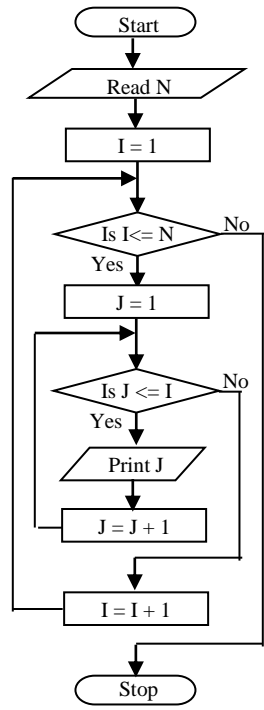 Start
Read N
I = 1
Is I<= N
No
Yes
J = 1
Is J <= I
No
Yes
Print J
J = J + 1
I = I + 1
Stop